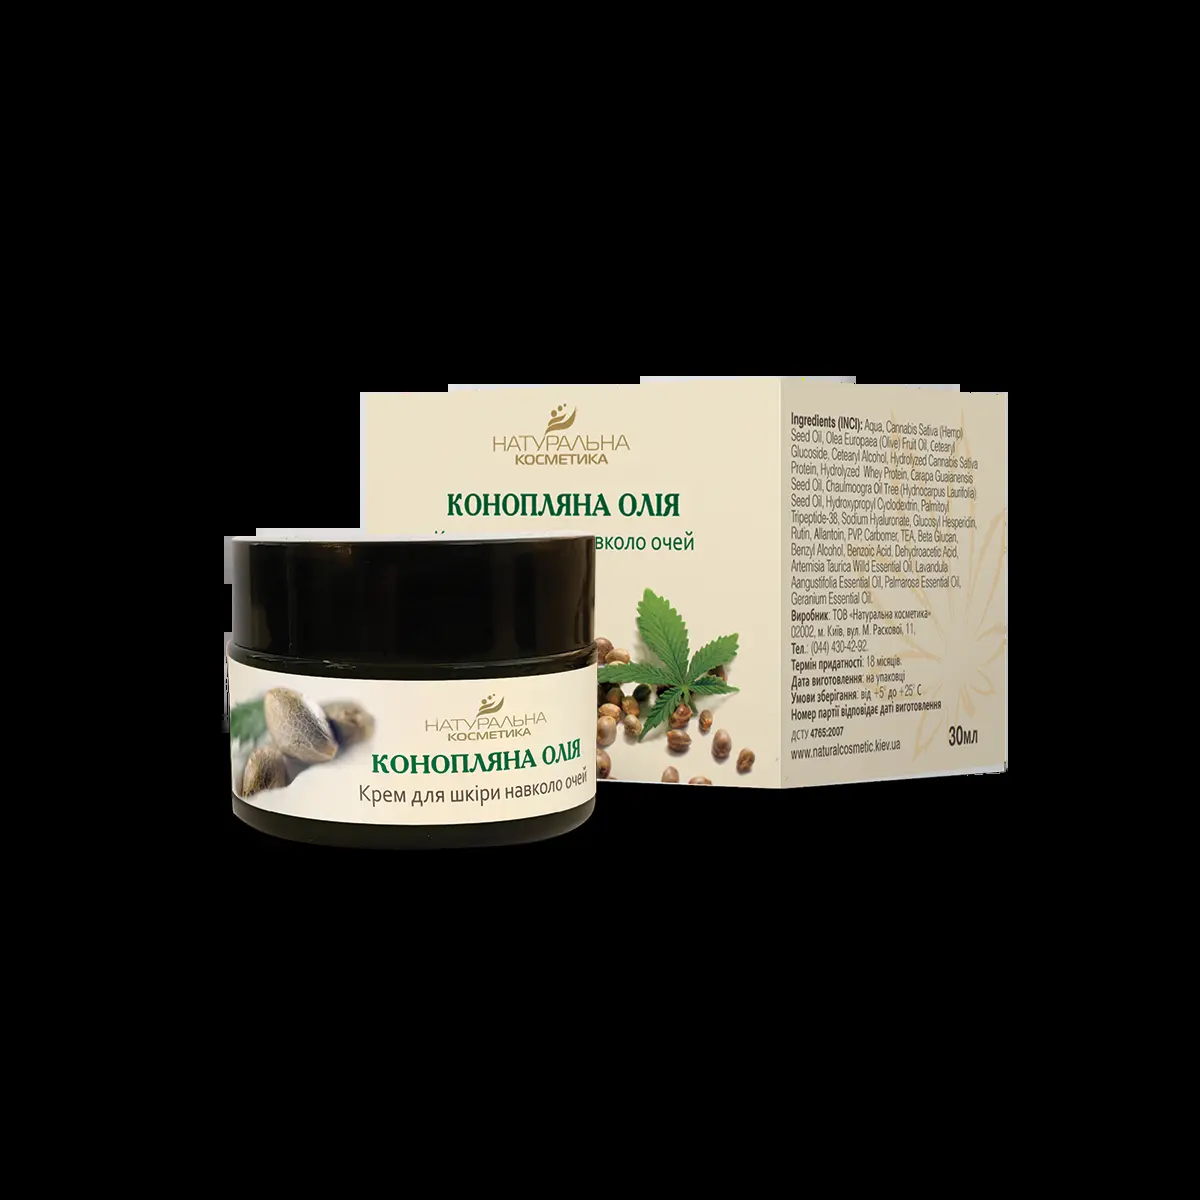 НАТУРАЛЬНА
КОСМЕТИКА
КОНОПЛЯНА ОЛІЯ
навколо очей
НАТУРАЛЬНА
КОСМЕТИКА
КОНОПЛЯНА ОЛІЯ
Крем для шкіри навколо очей
Ingredients (INCI): Aqua, Cannabis Sativa (Hemp)
Seed Oil, Olea Europaea (Olive) Fruit Oil, Cetearyl
Glucoside, Cetearyl Alcohol, Hydrolyzed Cannabis Sativa
Protein, Hydrolyzed Whey Protein, Carapa Guaianensis
Seed Oil, Chaulmoogra Oil Tree (Hydnocarpus Laurifolia)
Seed Oil, Hydroxypropyl Cyclodextrin, Palmitoyl
Tripeptide-38, Sodium Hyaluronate, Glucosyl Hesperidin,
Rutin, Allantoin, PVP, Carbomer, TEA, Beta Glucan,
Benzyl Alcohol, Benzoic Acid, Dehydroacetic Acid,
Artemisia Taurica Willd Essential Oil, Lavandula
Aangustifolia Essential Oil, Palmarosa Essential Oil,
Geranium Essential Oil.
Виробник: ТОВ «Натуральна косметика»
02002, м. Київ, вул. М. Раскової, 11,
Тел.: (044) 430-42-92.
Термін придатності: 18 місяців.
Дата виготовлення: на упаковці
Умови зберігання: від +5° до +25° С
Номер партії відповідає даті виготовлення
ДСТУ 4765:2007
www.naturalcosmetic.kiev.ua
30мл